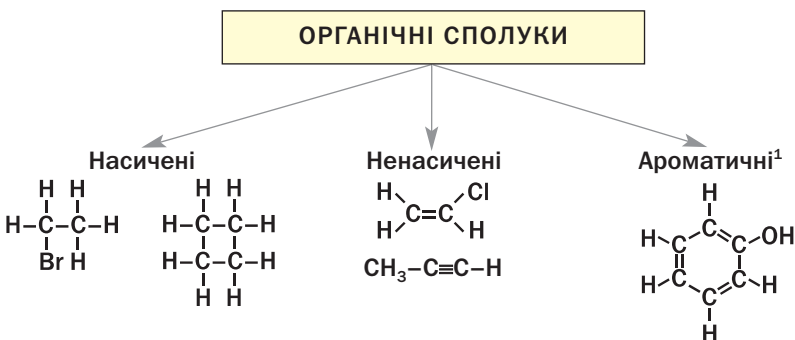 ОРГАНІЧНІ СПОЛУКИ
Насичені
H H
H–C–C–H
Br H
H H
H–C–C–H
H–C–C–H
H H
Ненасичені
H Cl
C=C
H H
CH₃–C≡C–H
Ароматичні¹
H
H C OH
C C
C C
H C H
H